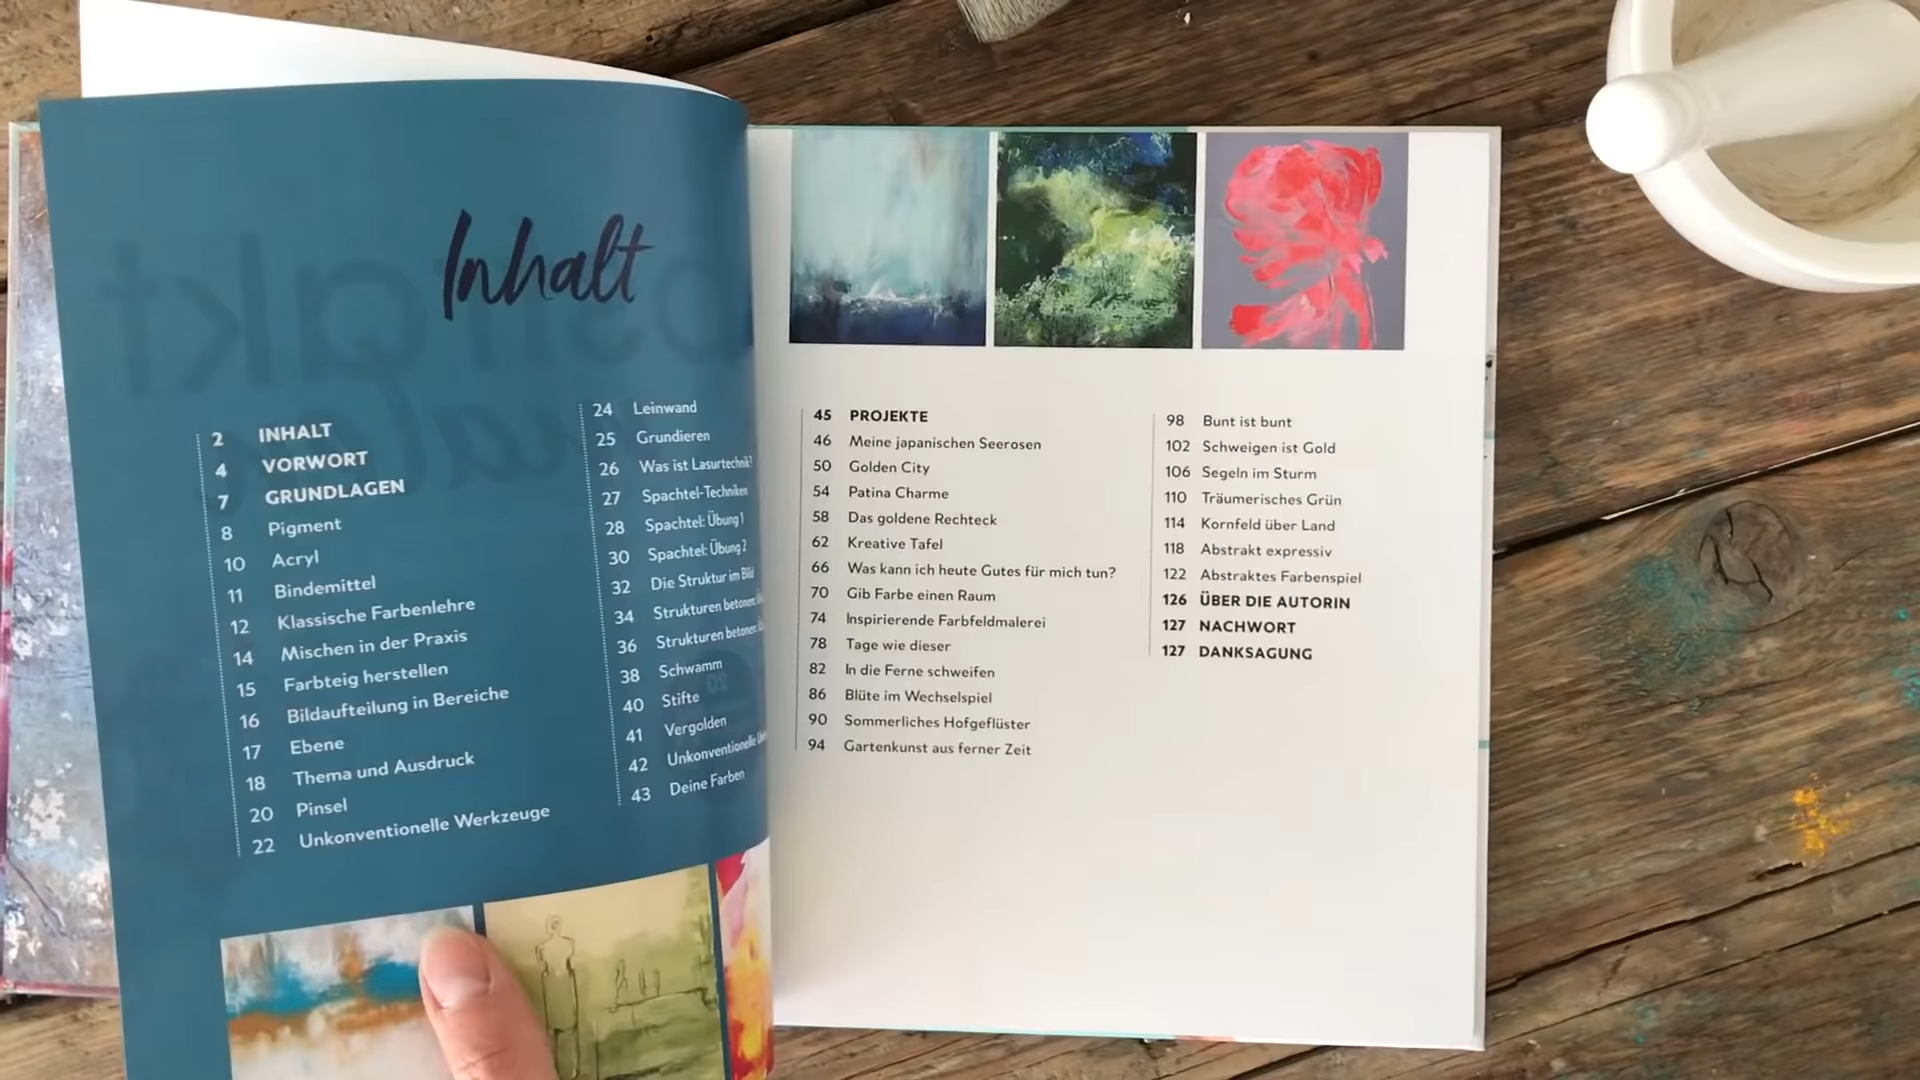 Inhalt
2 INHALT
4 VORWORT
7 GRUNDLAGEN
8 Pigment
10 Acryl
11 Bindemittel
12 Klassische Farbenlehre
14 Mischen in der Praxis
15 Farbteig herstellen
16 Bildaufteilung in Bereiche
17 Ebene
18 Thema und Ausdruck
20 Pinsel
22 Unkonventionelle Werkzeuge
24 Leinwand
25 Grundieren
26 Was ist Lasurtechnik?
27 Spachtel-Techniken
28 Spachtel: Übung 1
30 Spachtel: Übung 2
32 Die Struktur im Bild
34 Strukturen betonen:
36 Strukturen betonen:
38 Schwamm
40 Stifte
41 Vergolden
42 Unkonventionelle
43 Deine Farben
45 PROJEKTE
46 Meine japanischen Seerosen
50 Golden City
54 Patina Charme
58 Das goldene Rechteck
62 Kreative Tafel
66 Was kann ich heute Gutes für mich tun?
70 Gib Farbe einen Raum
74 Inspirierende Farbfeldmalerei
78 Tage wie dieser
82 In die Ferne schweifen
86 Blüte im Wechselspiel
90 Sommerliches Hofgeflüster
94 Gartenkunst aus ferner Zeit
98 Bunt ist bunt
102 Schweigen ist Gold
106 Segeln im Sturm
110 Träumerisches Grün
114 Kornfeld über Land
118 Abstrakt expressiv
122 Abstraktes Farbenspiel
126 ÜBER DIE AUTORIN
127 NACHWORT
127 DANKSAGUNG